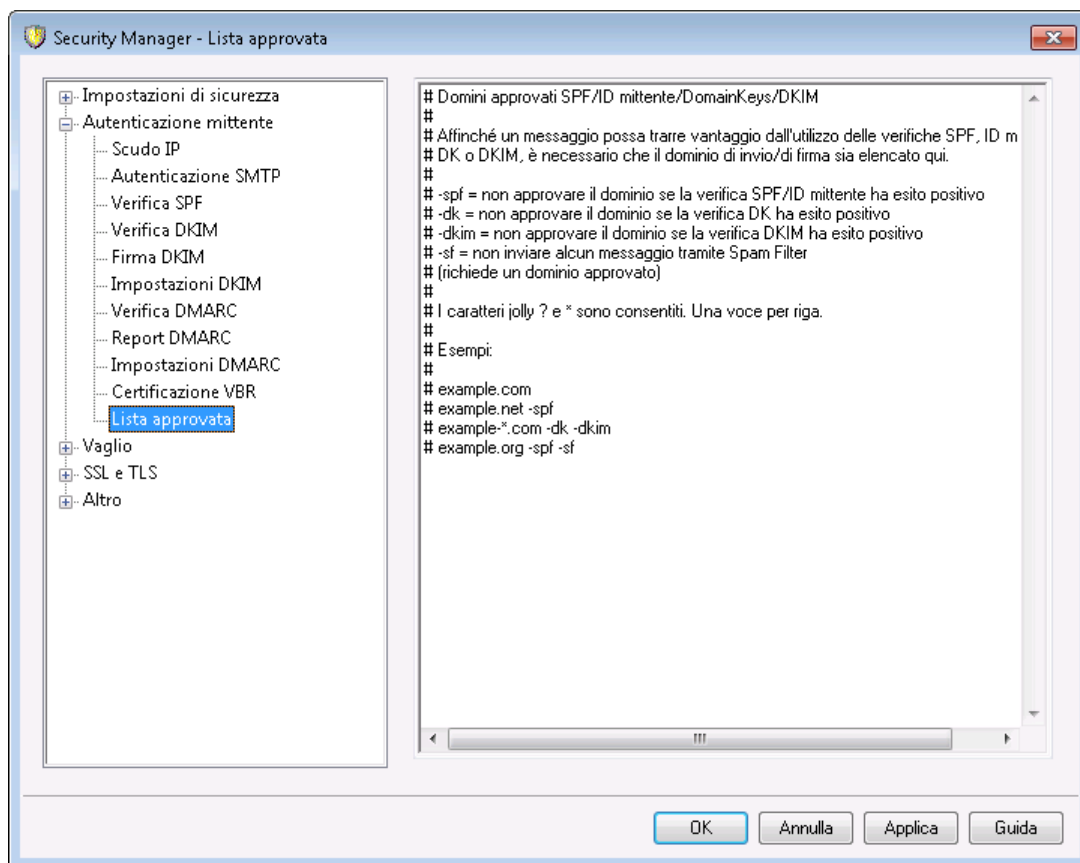 Security Manager - Lista approvata
Impostazioni di sicurezza
Autenticazione mittente
Scudo IP
Autenticazione SMTP
Verifica SPF
Verifica DKIM
Firma DKIM
Impostazioni DKIM
Verifica DMARC
Report DMARC
Impostazioni DMARC
Certificazione VBR
Lista approvata
Vaglio
SSL e TLS
Altro
# Domini approvati SPF/ID mittente/DomainKeys/DKIM
#
# Affinché un messaggio possa trarre vantaggio dall'utilizzo delle verifiche SPF, ID m
# DK o DKIM, è necessario che il dominio di invio/di firma sia elencato qui.
#
# -spf = non approvare il dominio se la verifica SPF/ID mittente ha esito positivo
# -dk = non approvare il dominio se la verifica DK ha esito positivo
# -dkim = non approvare il dominio se la verifica DKIM ha esito positivo
# -sf = non inviare alcun messaggio tramite Spam Filter
# (richiede un dominio approvato)
#
# I caratteri jolly ? e * sono consentiti. Una voce per riga.
#
# Esempi:
#
# example.com
# example.net -spf
# example-*.com -dk -dkim
# example.org -spf -sf
OK
Annulla
Applica
Guida